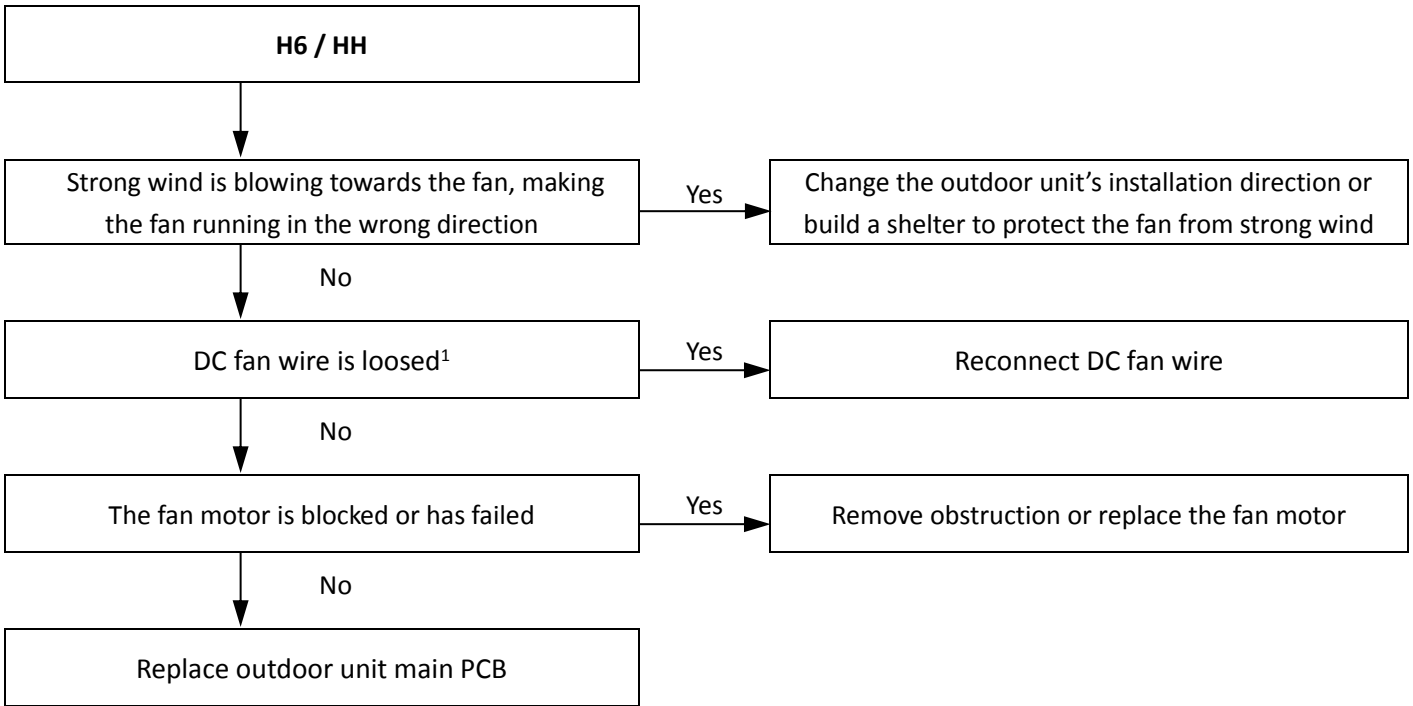 H6 / HH
Strong wind is blowing towards the fan, making
the fan running in the wrong direction
Yes
Change the outdoor unit's installation direction or
build a shelter to protect the fan from strong wind
No
DC fan wire is loosed¹
Yes
Reconnect DC fan wire
No
The fan motor is blocked or has failed
Yes
Remove obstruction or replace the fan motor
No
Replace outdoor unit main PCB